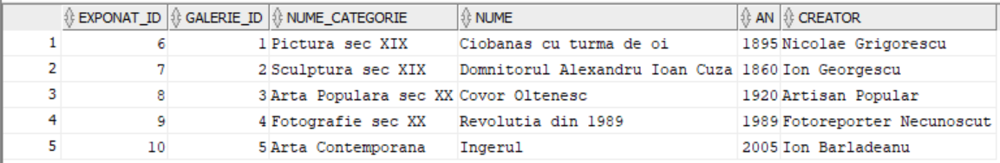 EXPONAT_ID GALERIE_ID NUME_CATEGORIE NUME AN CREATOR
1 6 1 Pictura sec XIX Ciobanas cu turma de oi 1895 Nicolae Grigorescu
2 7 2 Sculptura sec XIX Domnitorul Alexandru Ioan Cuza 1860 Ion Georgescu
3 8 3 Arta Populara sec XX Covor Oltenesc 1920 Artisan Popular
4 9 4 Fotografie sec XX Revolutia din 1989 1989 Fotoreporter Necunoscut
5 10 5 Arta Contemporana Ingerul 2005 Ion Barladeanu